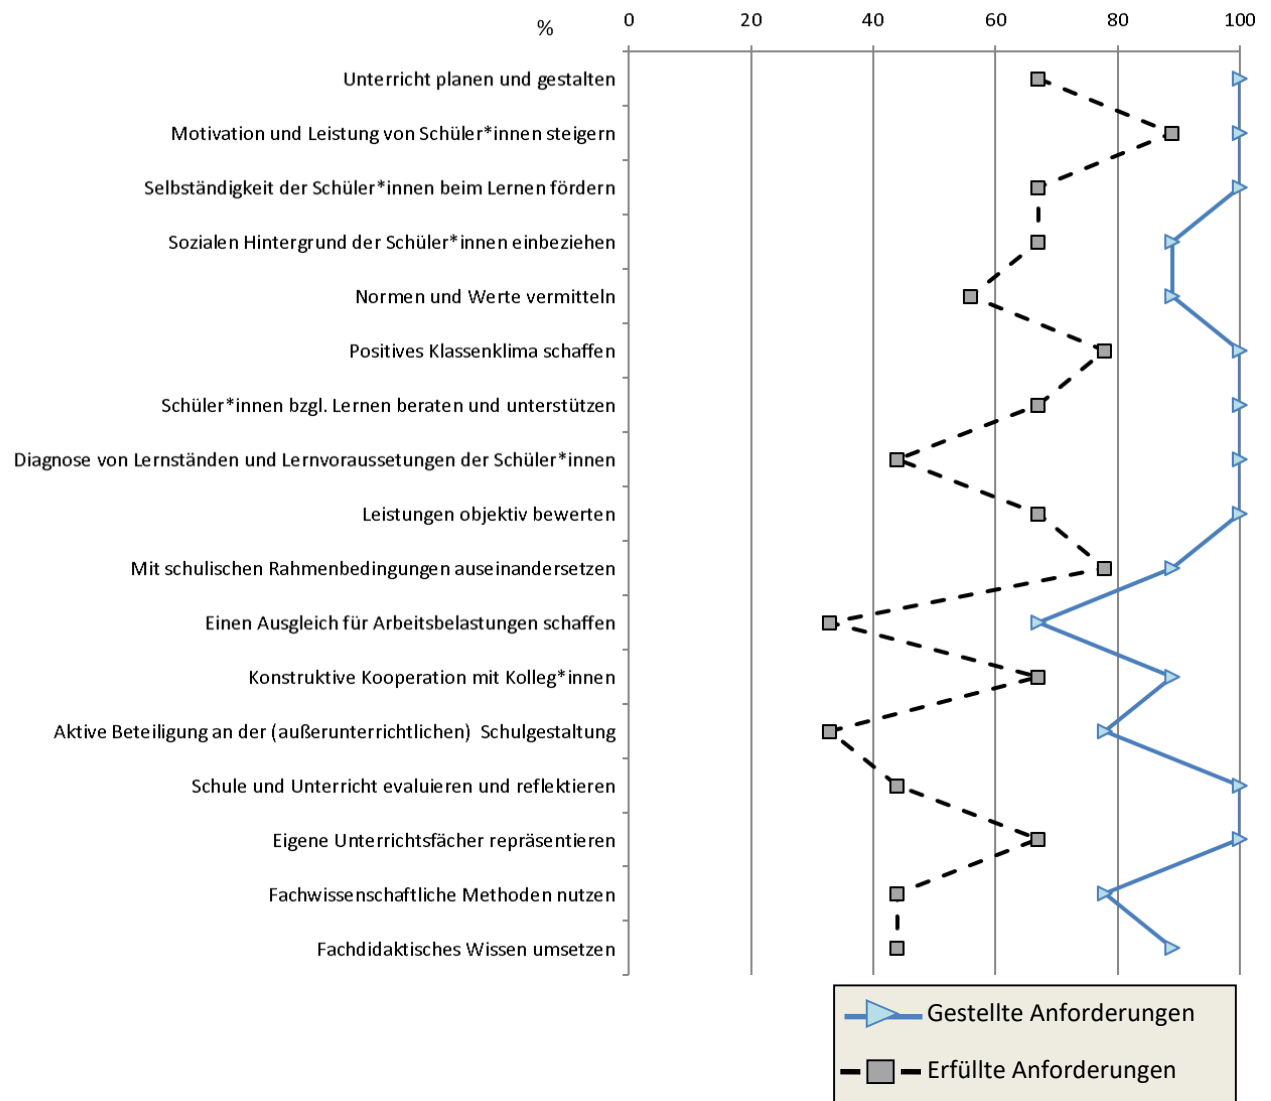 % 0 20 40 60 80 100
Unterricht planen und gestalten
Motivation und Leistung von Schüler*innen steigern
Selbständigkeit der Schüler*innen beim Lernen fördern
Sozialen Hintergrund der Schüler*innen einbeziehen
Normen und Werte vermitteln
Positives Klassenklima schaffen
Schüler*innen bzgl. Lernen beraten und unterstützen
Diagnose von Lernständen und Lernvoraussetungen der Schüler*innen
Leistungen objektiv bewerten
Mit schulischen Rahmenbedingungen auseinandersetzen
Einen Ausgleich für Arbeitsbelastungen schaffen
Konstruktive Kooperation mit Kolleg*innen
Aktive Beteiligung an der (außerunterrichtlichen) Schulgestaltung
Schule und Unterricht evaluieren und reflektieren
Eigene Unterrichtsfächer repräsentieren
Fachwissenschaftliche Methoden nutzen
Fachdidaktisches Wissen umsetzen
Gestellte Anforderungen
Erfüllte Anforderungen